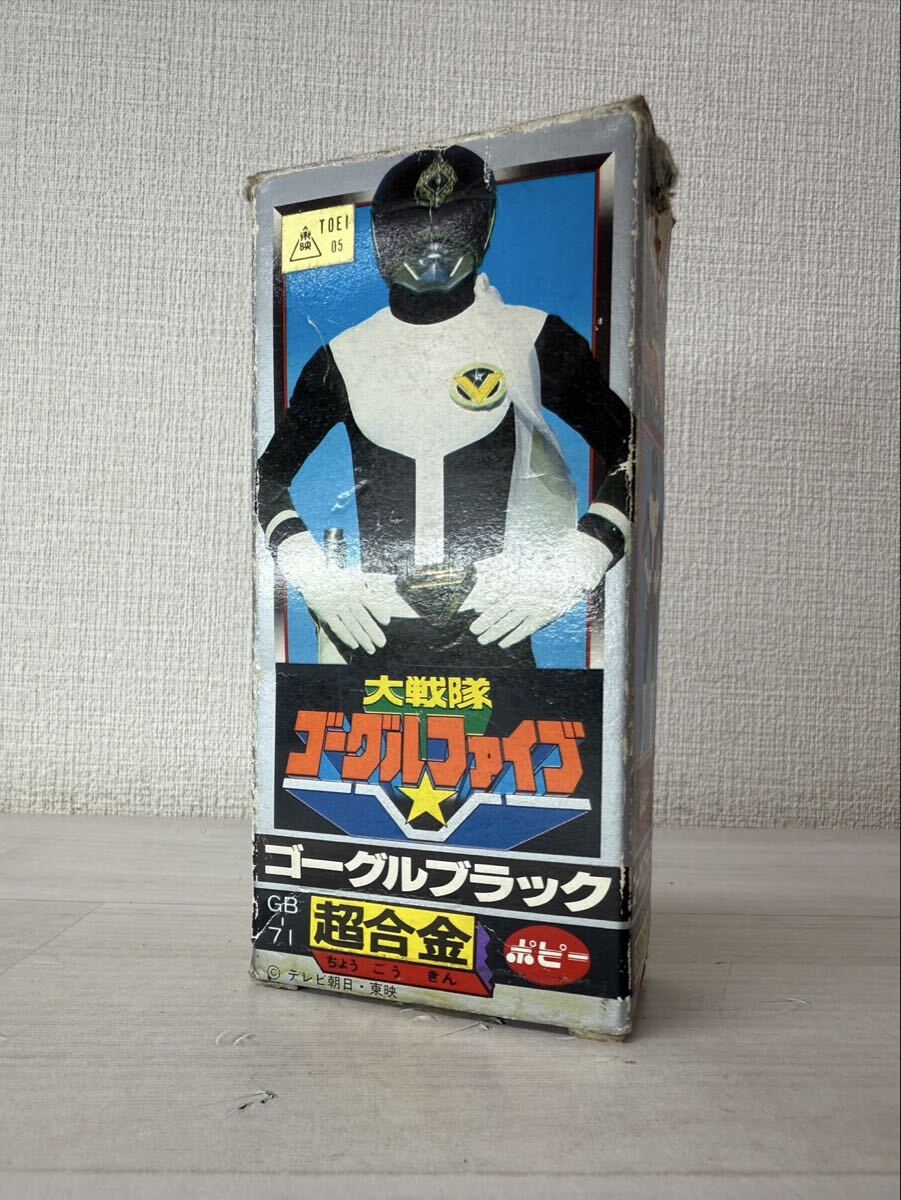 TOEI
東映
05
大戦隊
ゴーグルファイブ
ゴーグルブラック
GB-71
超合金
ちょうごうきん
ポピー
© テレビ朝日・東映